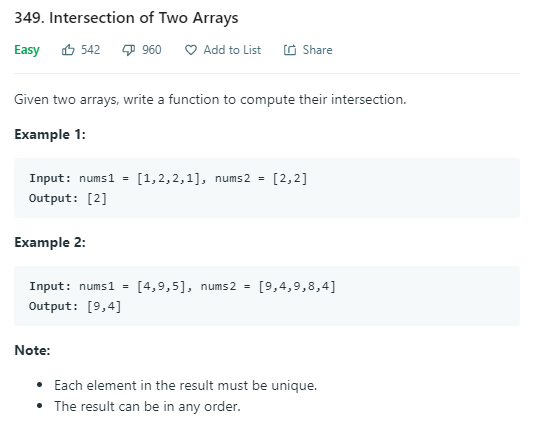 349. Intersection of Two Arrays
Easy 542 960 Add to List Share
Given two arrays, write a function to compute their intersection.
Example 1:
Input: nums1 = [1,2,2,1], nums2 = [2,2]
Output: [2]
Example 2:
Input: nums1 = [4,9,5], nums2 = [9,4,9,8,4]
Output: [9,4]
Note:
• Each element in the result must be unique.
• The result can be in any order.